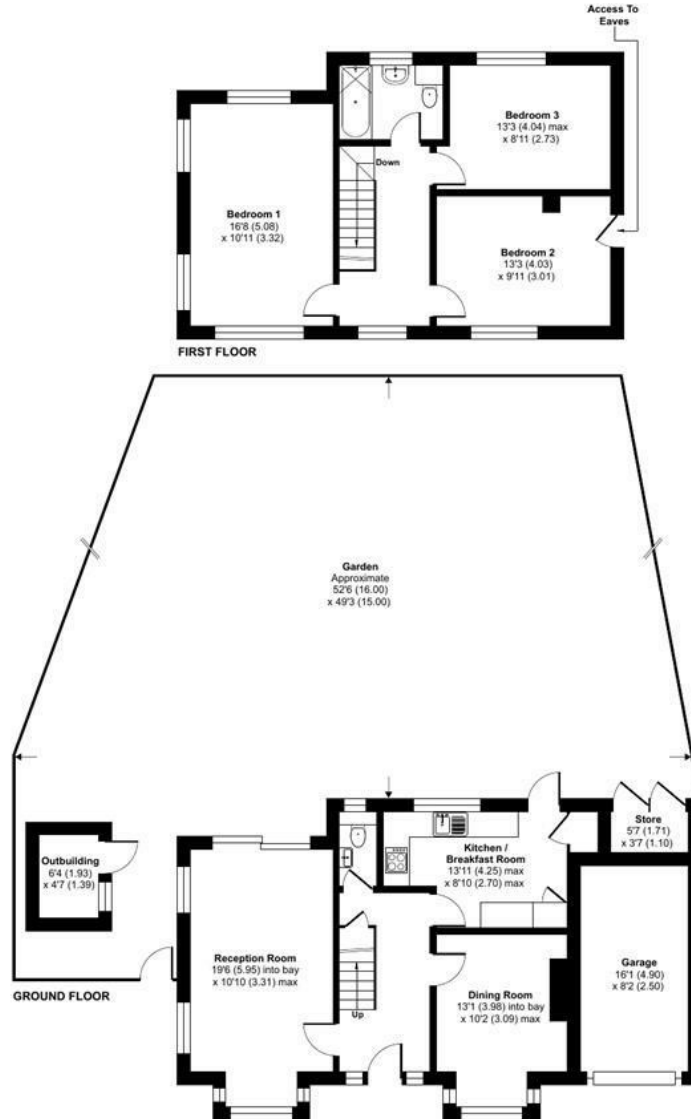 Access To
Eaves
Bedroom 3
13'3 (4.04) max
x 8'11 (2.73)
Down
Bedroom 1
16'8 (5.08)
x 10'11 (3.32)
Bedroom 2
13'3 (4.03)
x 9'11 (3.01)
FIRST FLOOR
Garden
Approximate
52'6 (16.00)
x 49'3 (15.00)
Store
5'7 (1.71)
x 3'7 (1.10)
Kitchen /
Breakfast Room
13'11 (4.25) max
x 8'10 (2.70) max
Outbuilding
6'4 (1.93)
x 4'7 (1.39)
Reception Room
19'6 (5.95) into bay
x 10'10 (3.31) max
Garage
16'1 (4.90)
x 8'2 (2.50)
Dining Room
13'1 (3.98) into bay
x 10'2 (3.09) max
GROUND FLOOR
Up